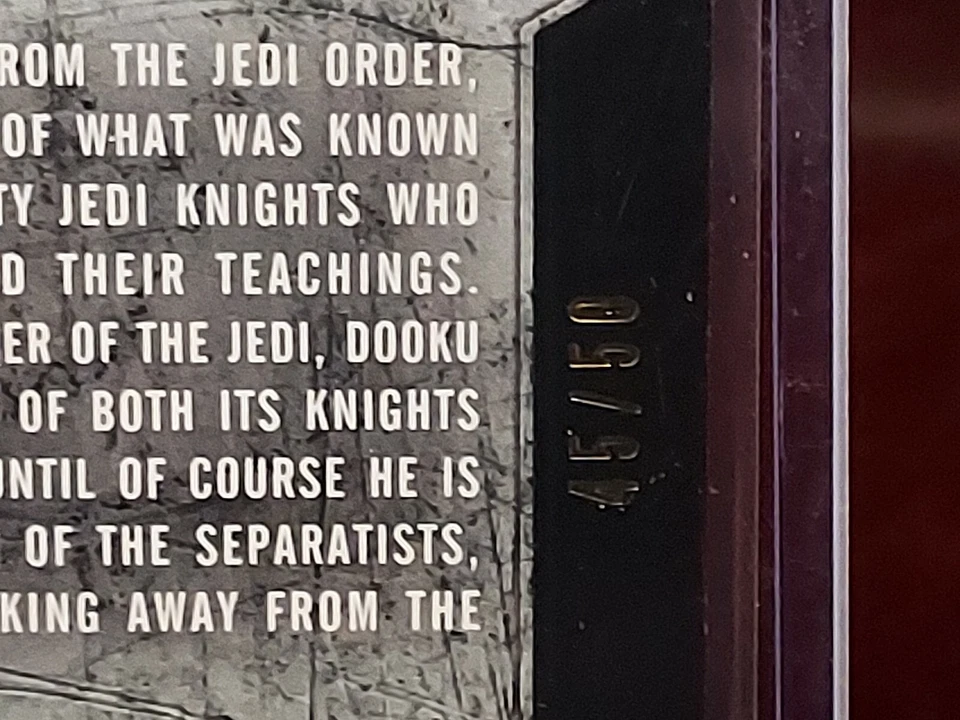 ROM THE JEDI ORDER,
OF WHAT WAS KNOWN
TY JEDI KNIGHTS WHO
D THEIR TEACHINGS.
ER OF THE JEDI, DOOKU
OF BOTH ITS KNIGHTS
UNTIL OF COURSE HE IS
OF THE SEPARATISTS,
KING AWAY FROM THE
45/50